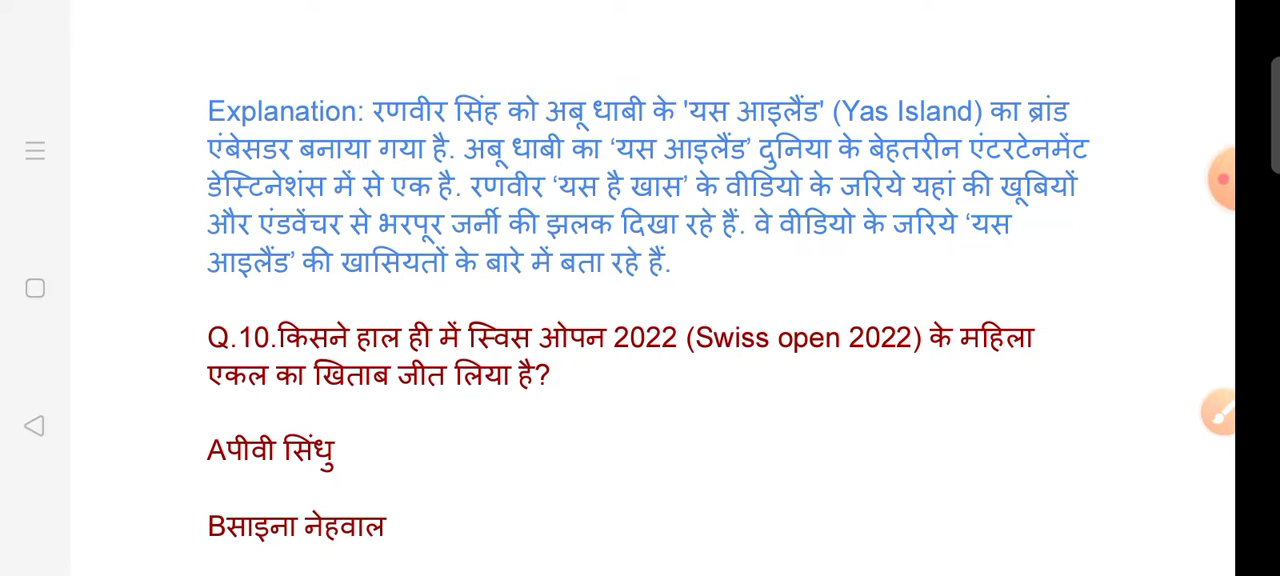 Explanation: रणवीर सिंह को अबू धाबी के 'यस आइलैंड' (Yas Island) का ब्रांड
एंबेसडर बनाया गया है. अबू धाबी का ‘यस आइलैंड’ दुनिया के बेहतरीन एंटरटेनमेंट
डेस्टिनेशंस में से एक है. रणवीर ‘यस है खास’ के वीडियो के जरिये यहां की खूबियों
और एंडवेंचर से भरपूर जर्नी की झलक दिखा रहे हैं. वे वीडियो के जरिये ‘यस
आइलैंड’ की खासियतों के बारे में बता रहे हैं.
Q.10.किसने हाल ही में स्विस ओपन 2022 (Swiss open 2022) के महिला
एकल का खिताब जीत लिया है?
Aपीवी सिंधु
Bसाइना नेहवाल